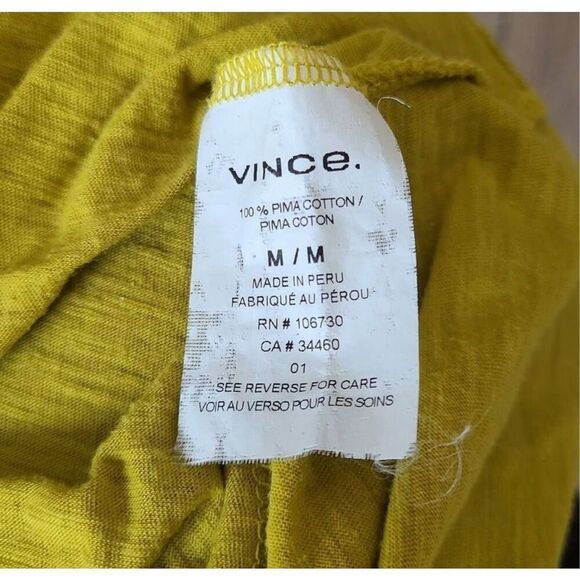 VINCE.
100% PIMA COTTON /
PIMA COTON
M / M
MADE IN PERU
FABRIQUÉ AU PÉROU
RN # 106730
CA # 34460
01
SEE REVERSE FOR CARE
VOIR AU VERSO POUR LES SOINS